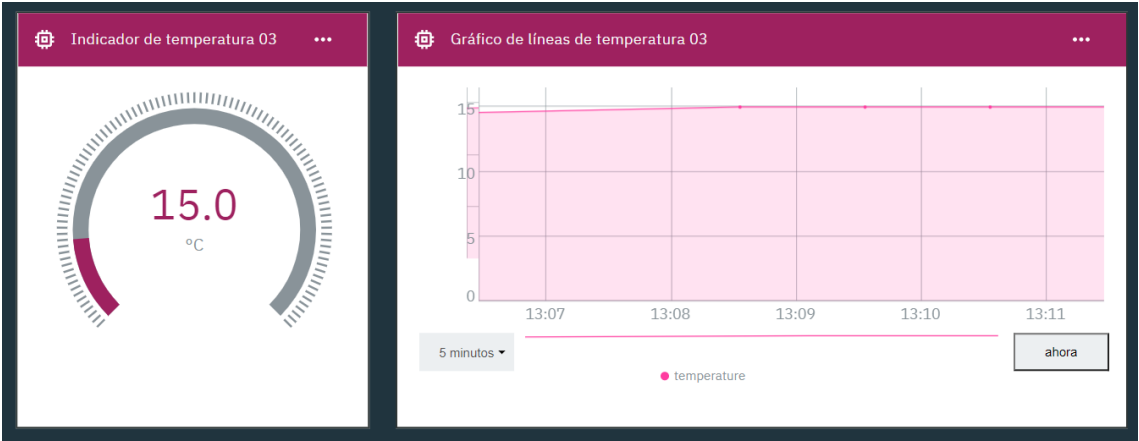 Indicador de temperatura 03
15.0
°C
Gráfico de líneas de temperatura 03
15
10
5
0
13:07 13:08 13:09 13:10 13:11
5 minutos
ahora
temperature